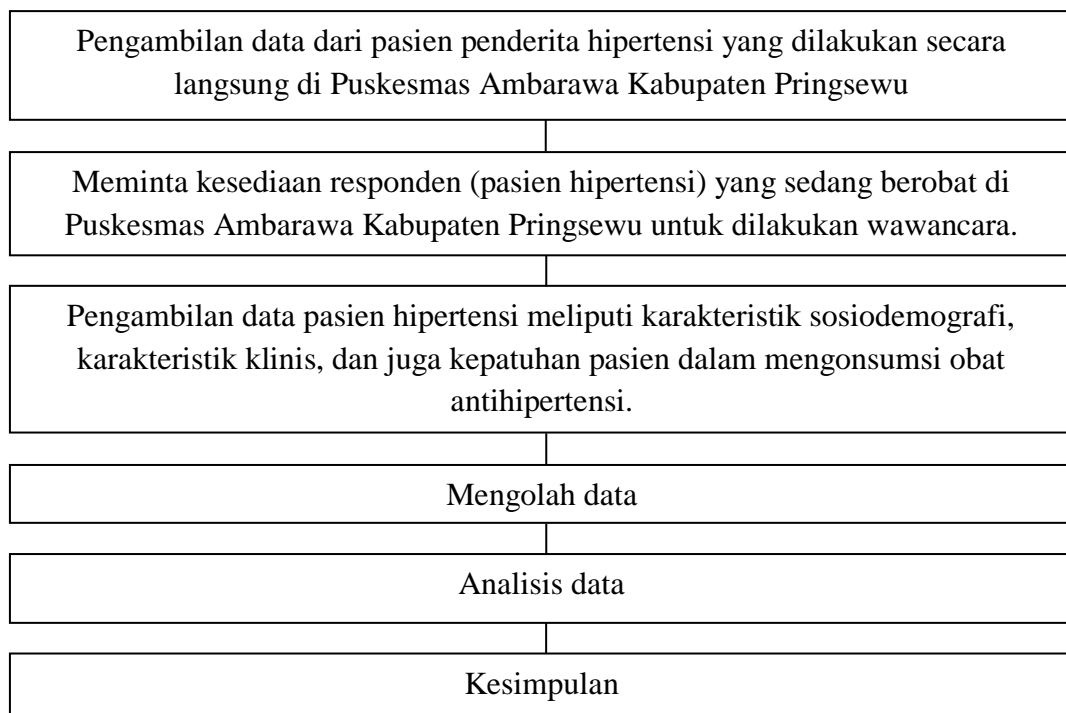 Pengambilan data dari pasien penderita hipertensi yang dilakukan secara
langsung di Puskesmas Ambarawa Kabupaten Pringsewu
Meminta kesediaan responden (pasien hipertensi) yang sedang berobat di
Puskesmas Ambarawa Kabupaten Pringsewu untuk dilakukan wawancara.
Pengambilan data pasien hipertensi meliputi karakteristik sosiodemografi,
karakteristik klinis, dan juga kepatuhan pasien dalam mengonsumsi obat
antihipertensi.
Mengolah data
Analisis data
Kesimpulan